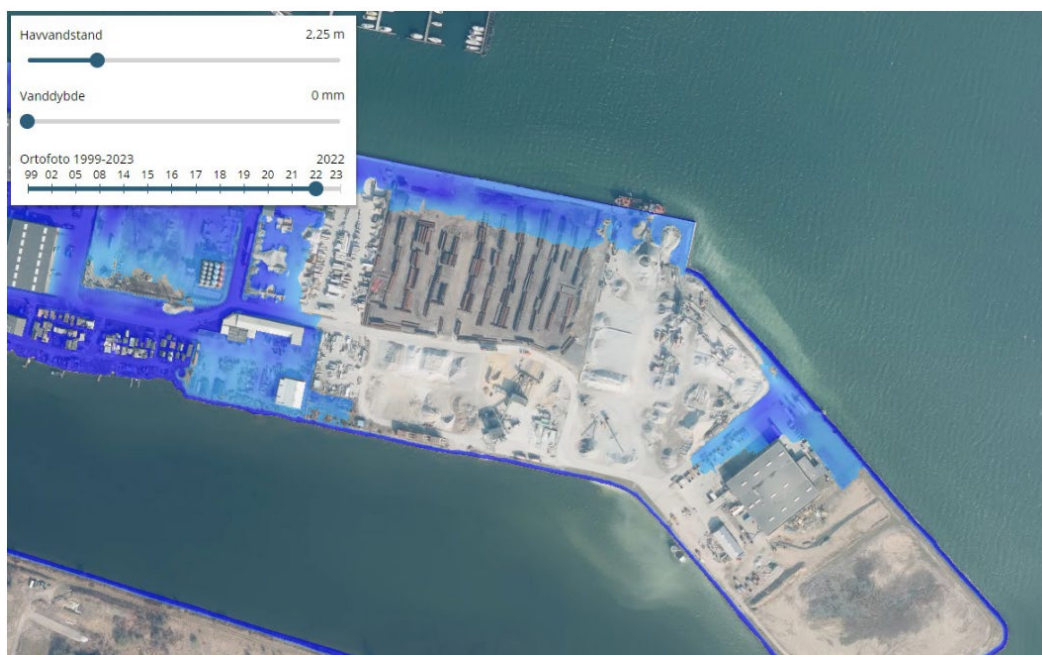 Havvandstand 2,25 m
Vanddybde 0 mm
Ortofoto 1999-2023 2022
99 02 05 08 14 15 16 17 18 19 20 21 22 23